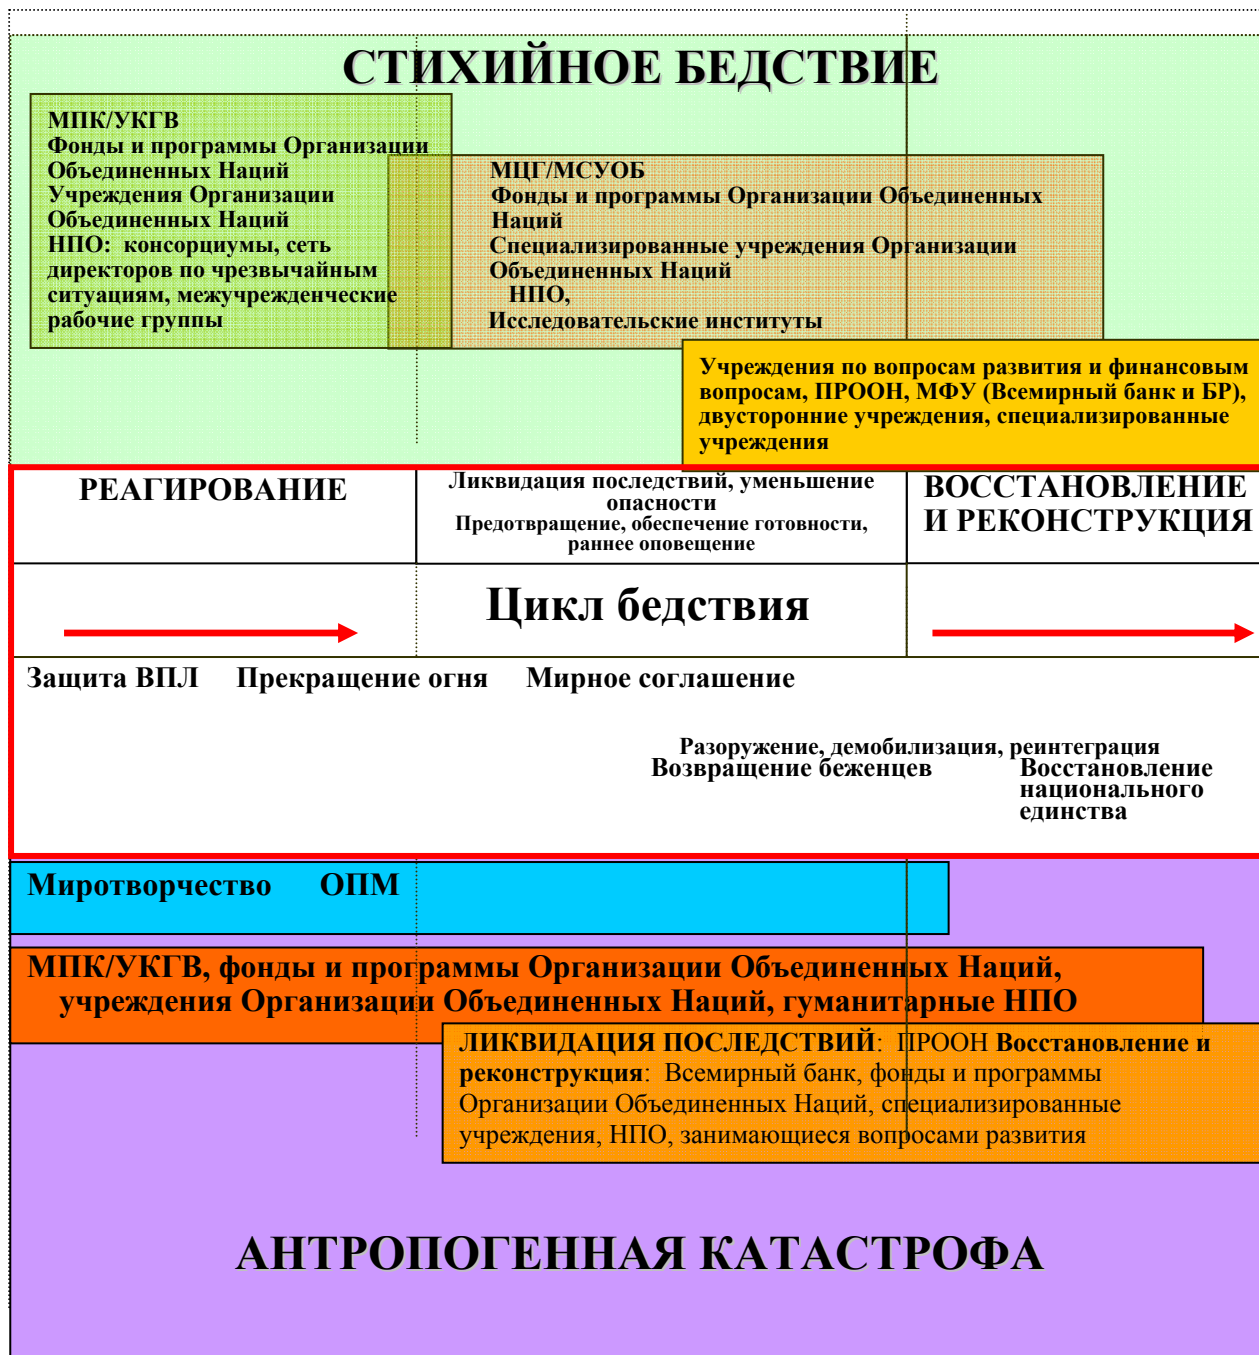 СТИХИЙНОЕ БЕДСТВИЕ
МПК/УКГВ
Фонды и программы Организации
Объединенных Наций
Учреждения Организации
Объединенных Наций
НПО: консорциумы, сеть
директоров по чрезвычайным
ситуациям, межучрежденческие
рабочие группы
МЦГ/МСУОБ
Фонды и программы Организации Объединенных
Наций
Специализированные учреждения Организации
Объединенных Наций
НПО,
Исследовательские институты
Учреждения по вопросам развития и финансовым
вопросам, ПРООН, МФУ (Всемирный банк и БР),
двусторонние учреждения, специализированные
учреждения
РЕАГИРОВАНИЕ
Ликвидация последствий, уменьшение
опасности
Предотвращение, обеспечение готовности,
раннее оповещение
ВОССТАНОВЛЕНИЕ
И РЕКОНСТРУКЦИЯ
Цикл бедствия
Защита ВПЛ Прекращение огня Мирное соглашение
Разоружение, демобилизация, реинтеграция
Возвращение беженцев
Восстановление
национального
единства
Миротворчество ОПМ
МПК/УКГВ, фонды и программы Организации Объединенных Наций,
учреждения Организации Объединенных Наций, гуманитарные НПО
ЛИКВИДАЦИЯ ПОСЛЕДСТВИЙ: ПРООН Восстановление и
реконструкция: Всемирный банк, фонды и программы
Организации Объединенных Наций, специализированные
учреждения, НПО, занимающиеся вопросами развития
АНТРОПОГЕННАЯ КАТАСТРОФА